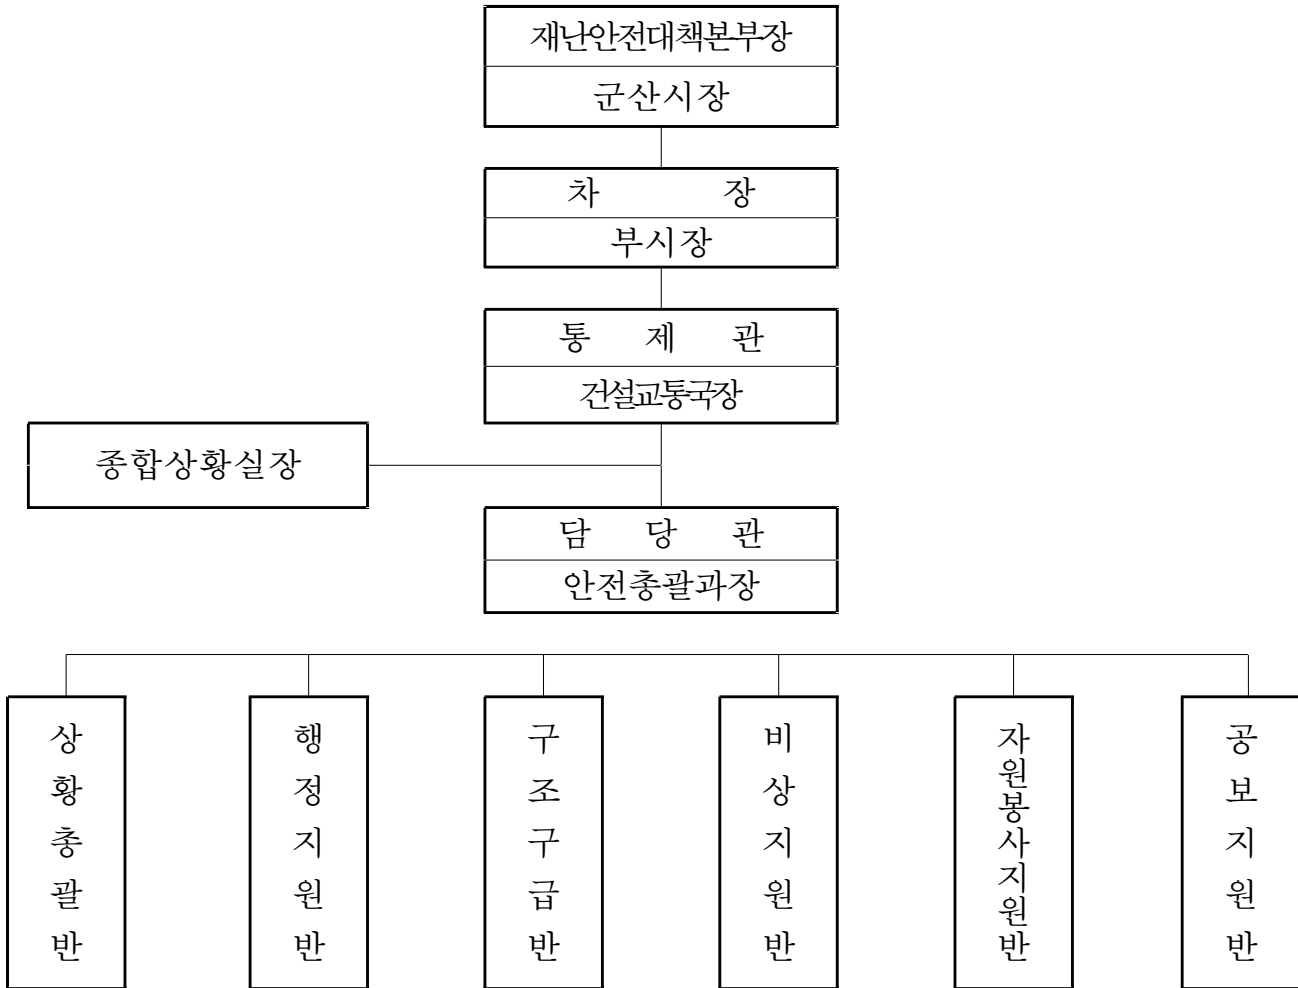 재난안전대책본부장
군산시장
차 장
부시장
통 제 관
건설교통국장
종합상황실장
담 당 관
안전총괄과장
상황총괄반
행정지원반
구조구급반
비상지원반
자원봉사지원반
공보지원반